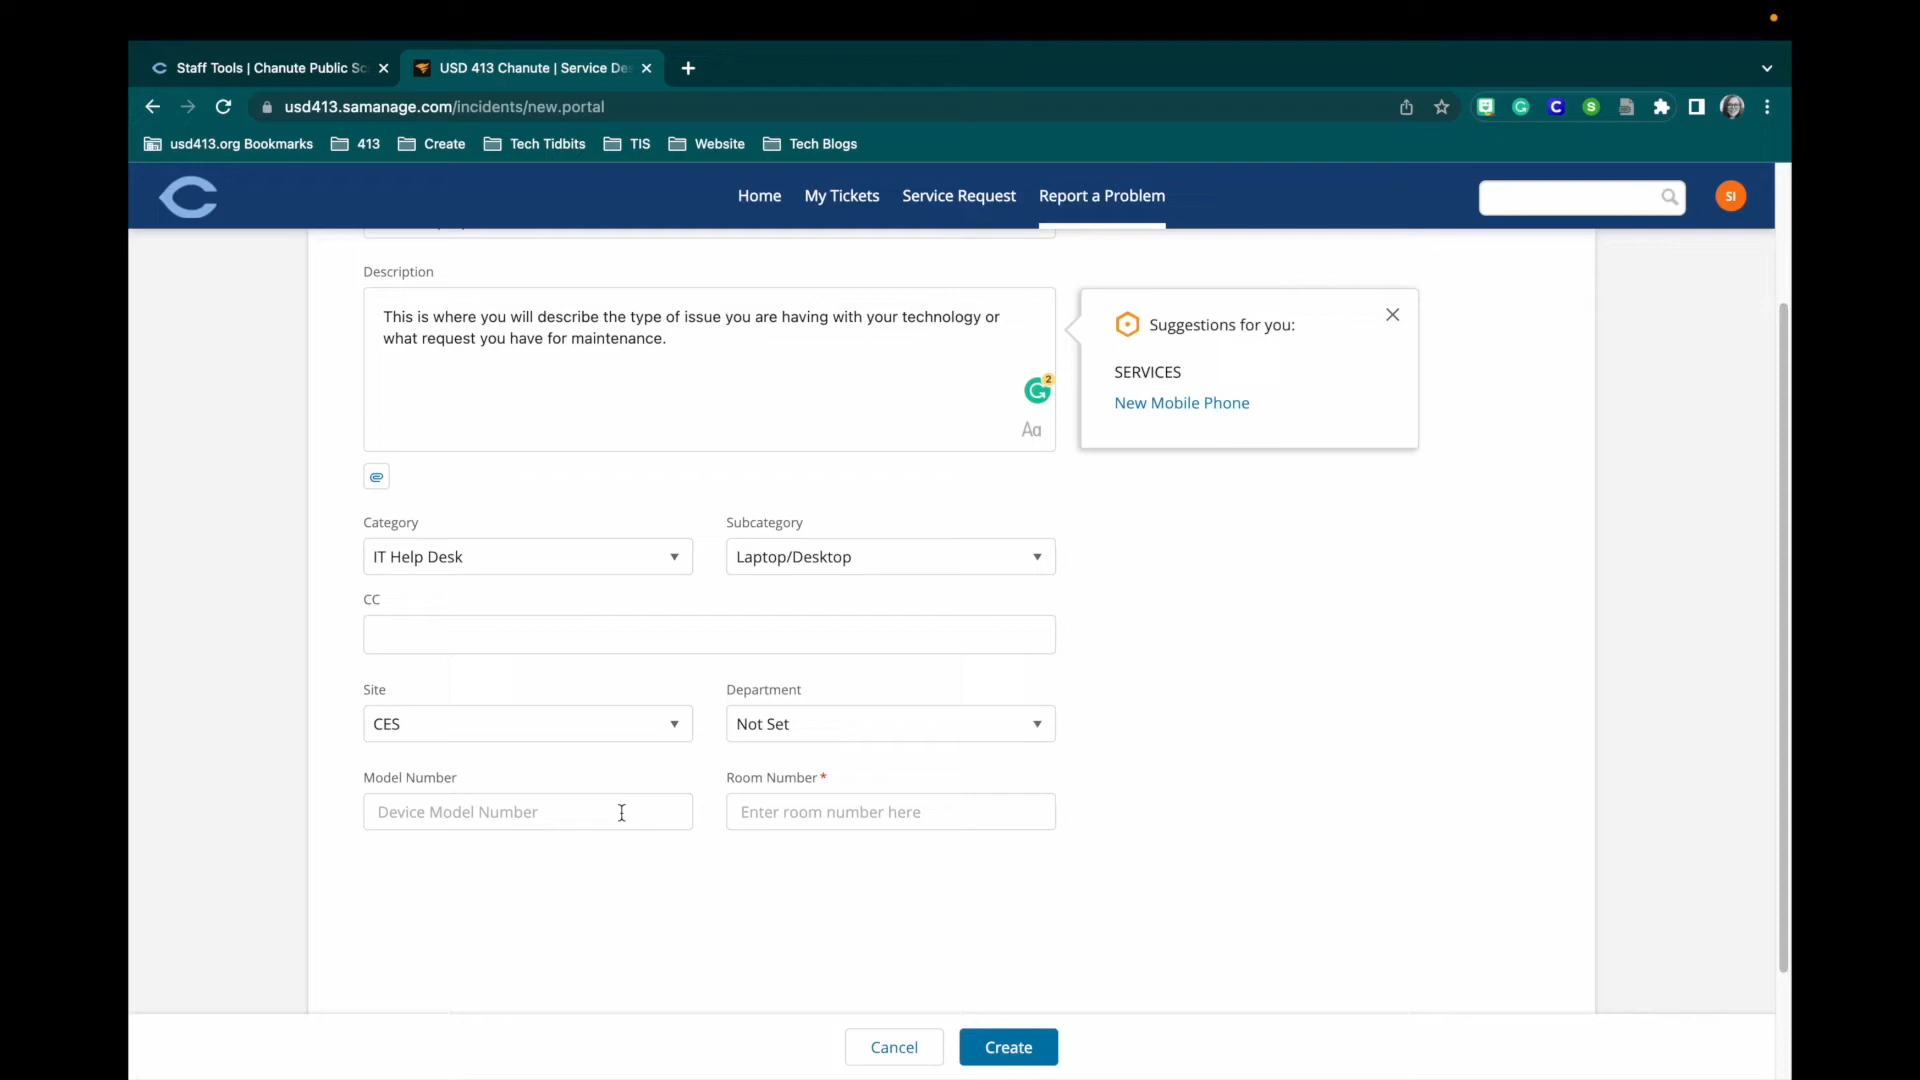 Staff Tools | Chanute Public Sc
USD 413 Chanute | Service De
usd413.samanage.com/incidents/new.portal
usd413.org Bookmarks
413
Create
Tech Tidbits
TIS
Website
Tech Blogs
Home
My Tickets
Service Request
Report a Problem
SI
Description
This is where you will describe the type of issue you are having with your technology or
what request you have for maintenance.
2
Aa
Suggestions for you:
SERVICES
New Mobile Phone
Category
Subcategory
IT Help Desk
Laptop/Desktop
CC
Site
Department
CES
Not Set
Model Number
Room Number *
Device Model Number
Enter room number here
Cancel
Create